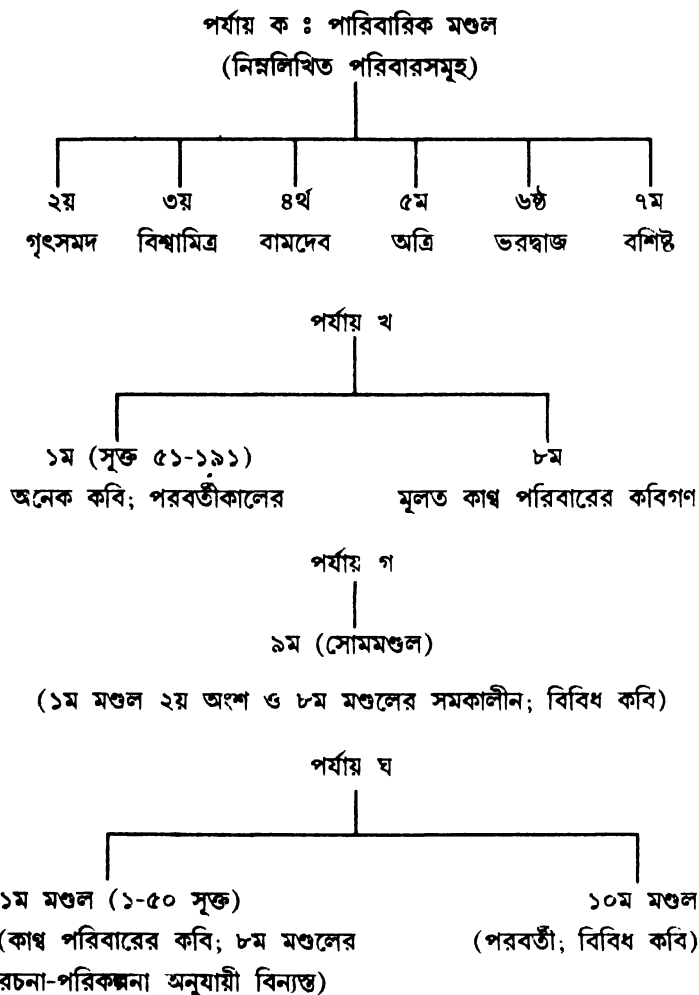 পর্যায় ক ঃ পারিবারিক মণ্ডল
(নিম্নলিখিত পরিবারসমূহ)
২য় ৩য় ৪র্থ ৫ম ৬ষ্ঠ ৭ম
গৃৎসমদ বিশ্বামিত্র বামদেব অত্রি ভরদ্বাজ বশিষ্ট
পর্যায় খ
১ম (সূক্ত ৫১-১৯১) ৮ম
অনেক কবি; পরবর্তীকালের মূলত কাণ্ব পরিবারের কবিগণ
পর্যায় গ
৯ম (সোমমণ্ডল)
(১ম মণ্ডল ২য় অংশ ও ৮ম মণ্ডলের সমকালীন; বিবিধ কবি)
পর্যায় ঘ
১ম মণ্ডল (১-৫০ সূক্ত) ১০ম মণ্ডল
(কাণ্ব পরিবারের কবি; ৮ম মণ্ডলের (পরবর্তী; বিবিধ কবি)
রচনা-পরিকল্পনা অনুযায়ী বিন্যস্ত)